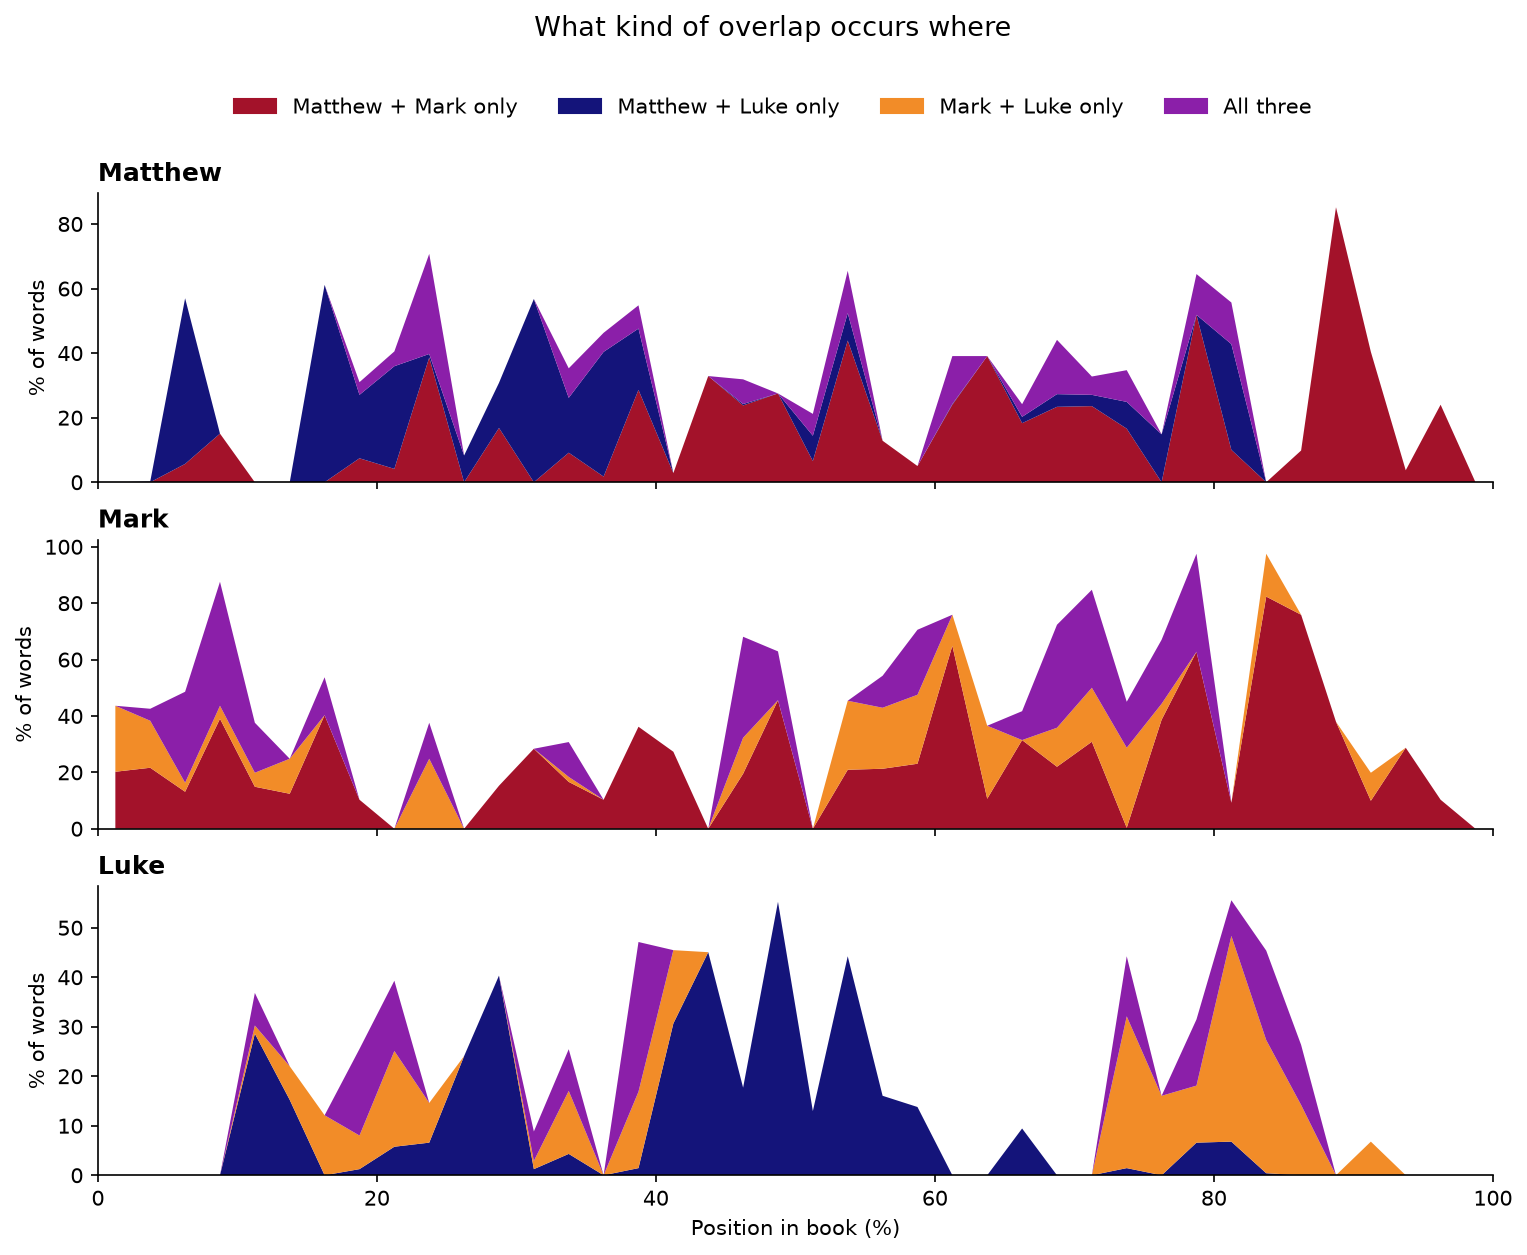 What kind of overlap occurs where
Matthew + Mark only
Matthew + Luke only
Mark + Luke only
All three
Matthew
% of words
80
60
40
20
0
Mark
% of words
100
80
60
40
20
0
Luke
% of words
50
40
30
20
10
0
0 20 40 60 80 100
Position in book (%)